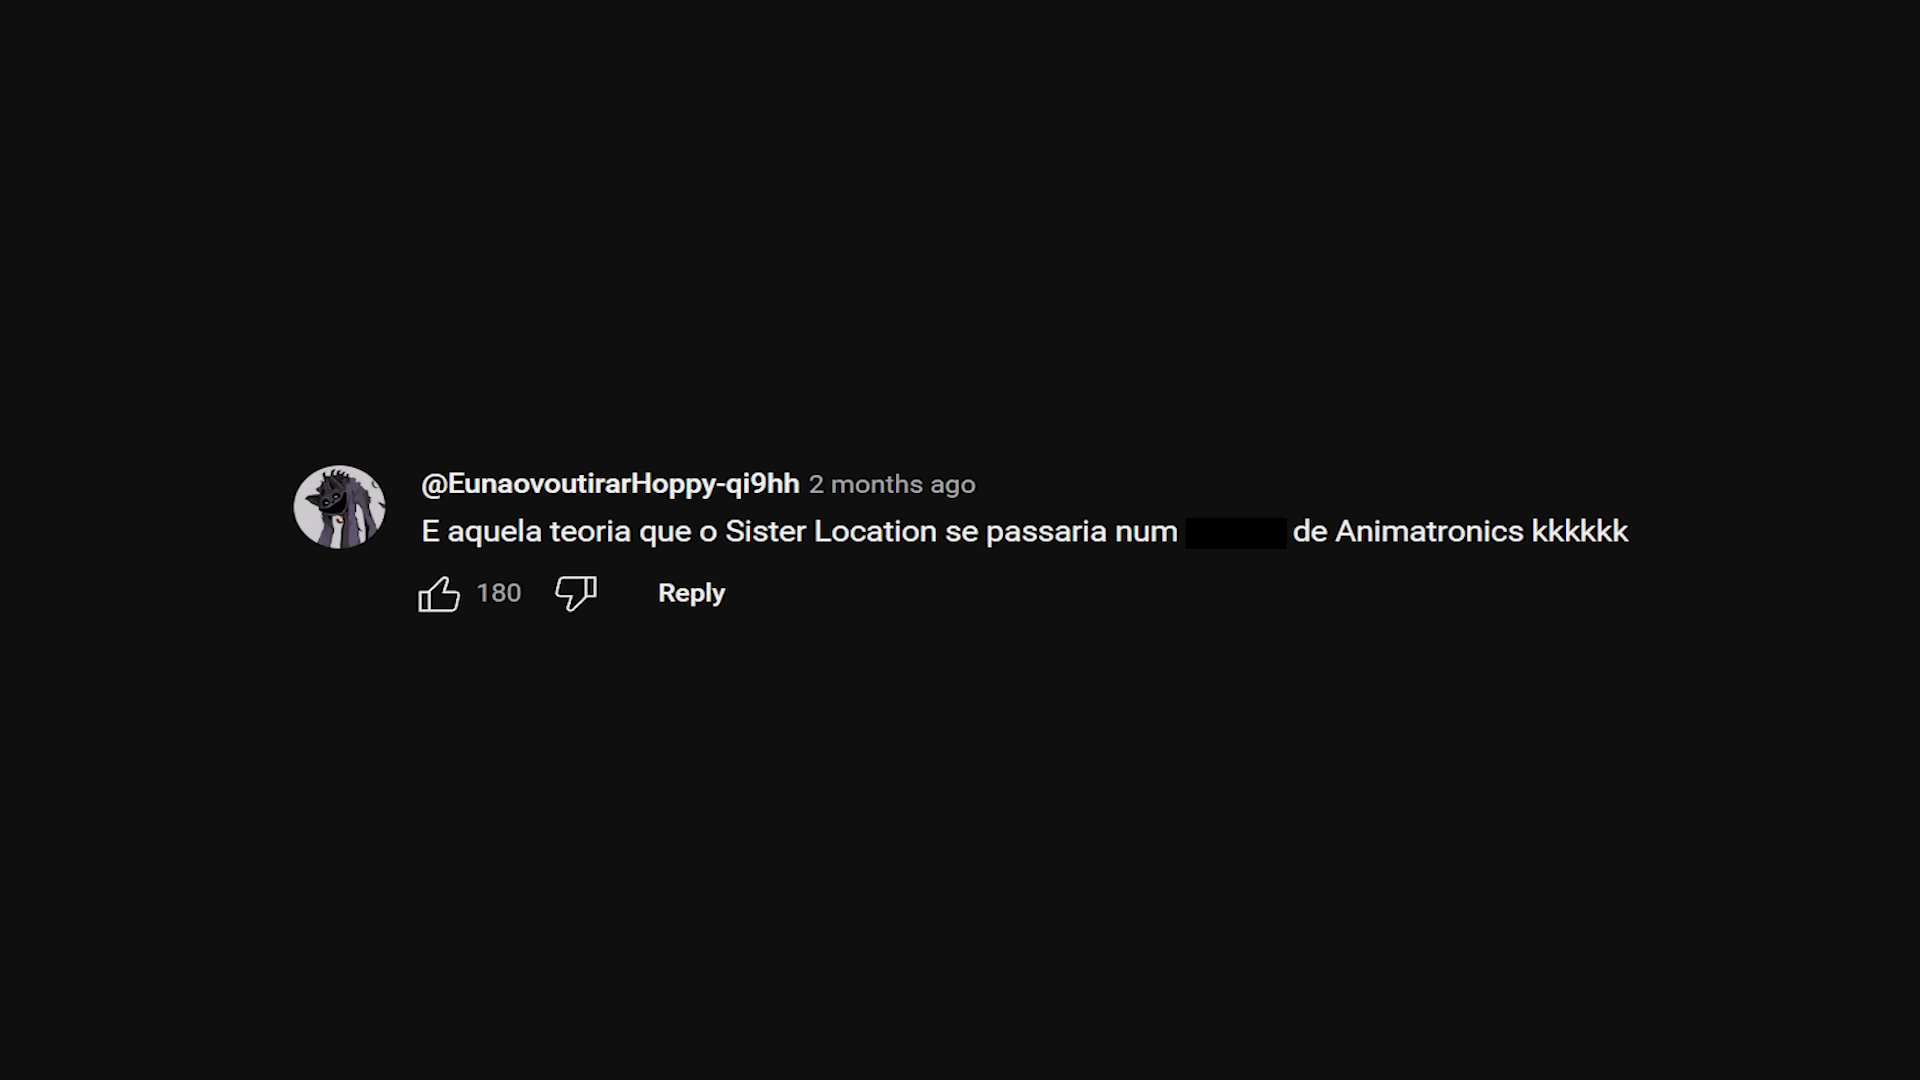 @EunaovoutirarHoppy-qi9hh 2 months ago
E aquela teoria que o Sister Location se passaria num de Animatronics kkkkkk
180 Reply